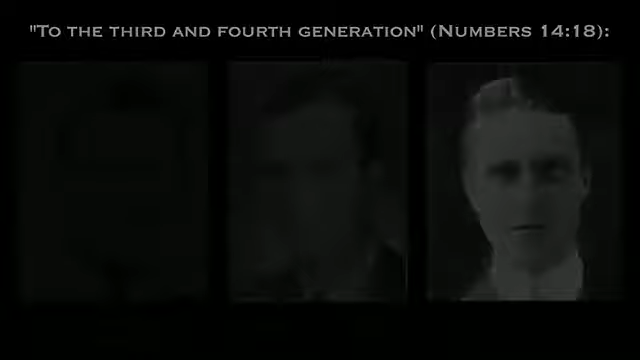 "To the third and fourth generation" (Numbers 14:18):